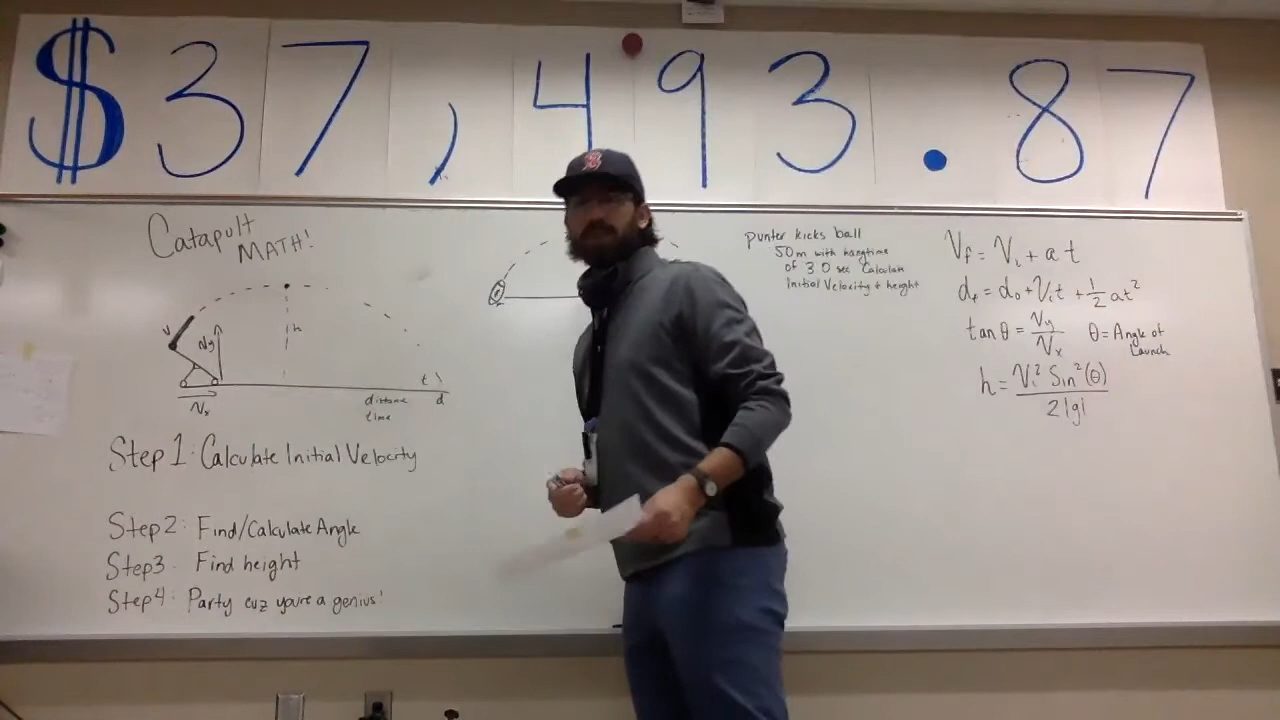 $37,493.87
B
Catapult
MATH!
V
Vy
h
Vx
t
d
distance
time
Step 1: Calculate Initial Velocity
Step 2: Find/Calculate Angle
Step 3: Find height
Step 4: Party cuz youre a genius!
punter kicks ball
50m with hangtime
of 3.0 sec Calculate
Initial Velocity + height
Vf = Vi + at
df = d0 + Vit + 1/2 at²
tan θ = Vy/Vx θ = Angle of
Launch
h = Vi² Sin²(θ) / 2|g|